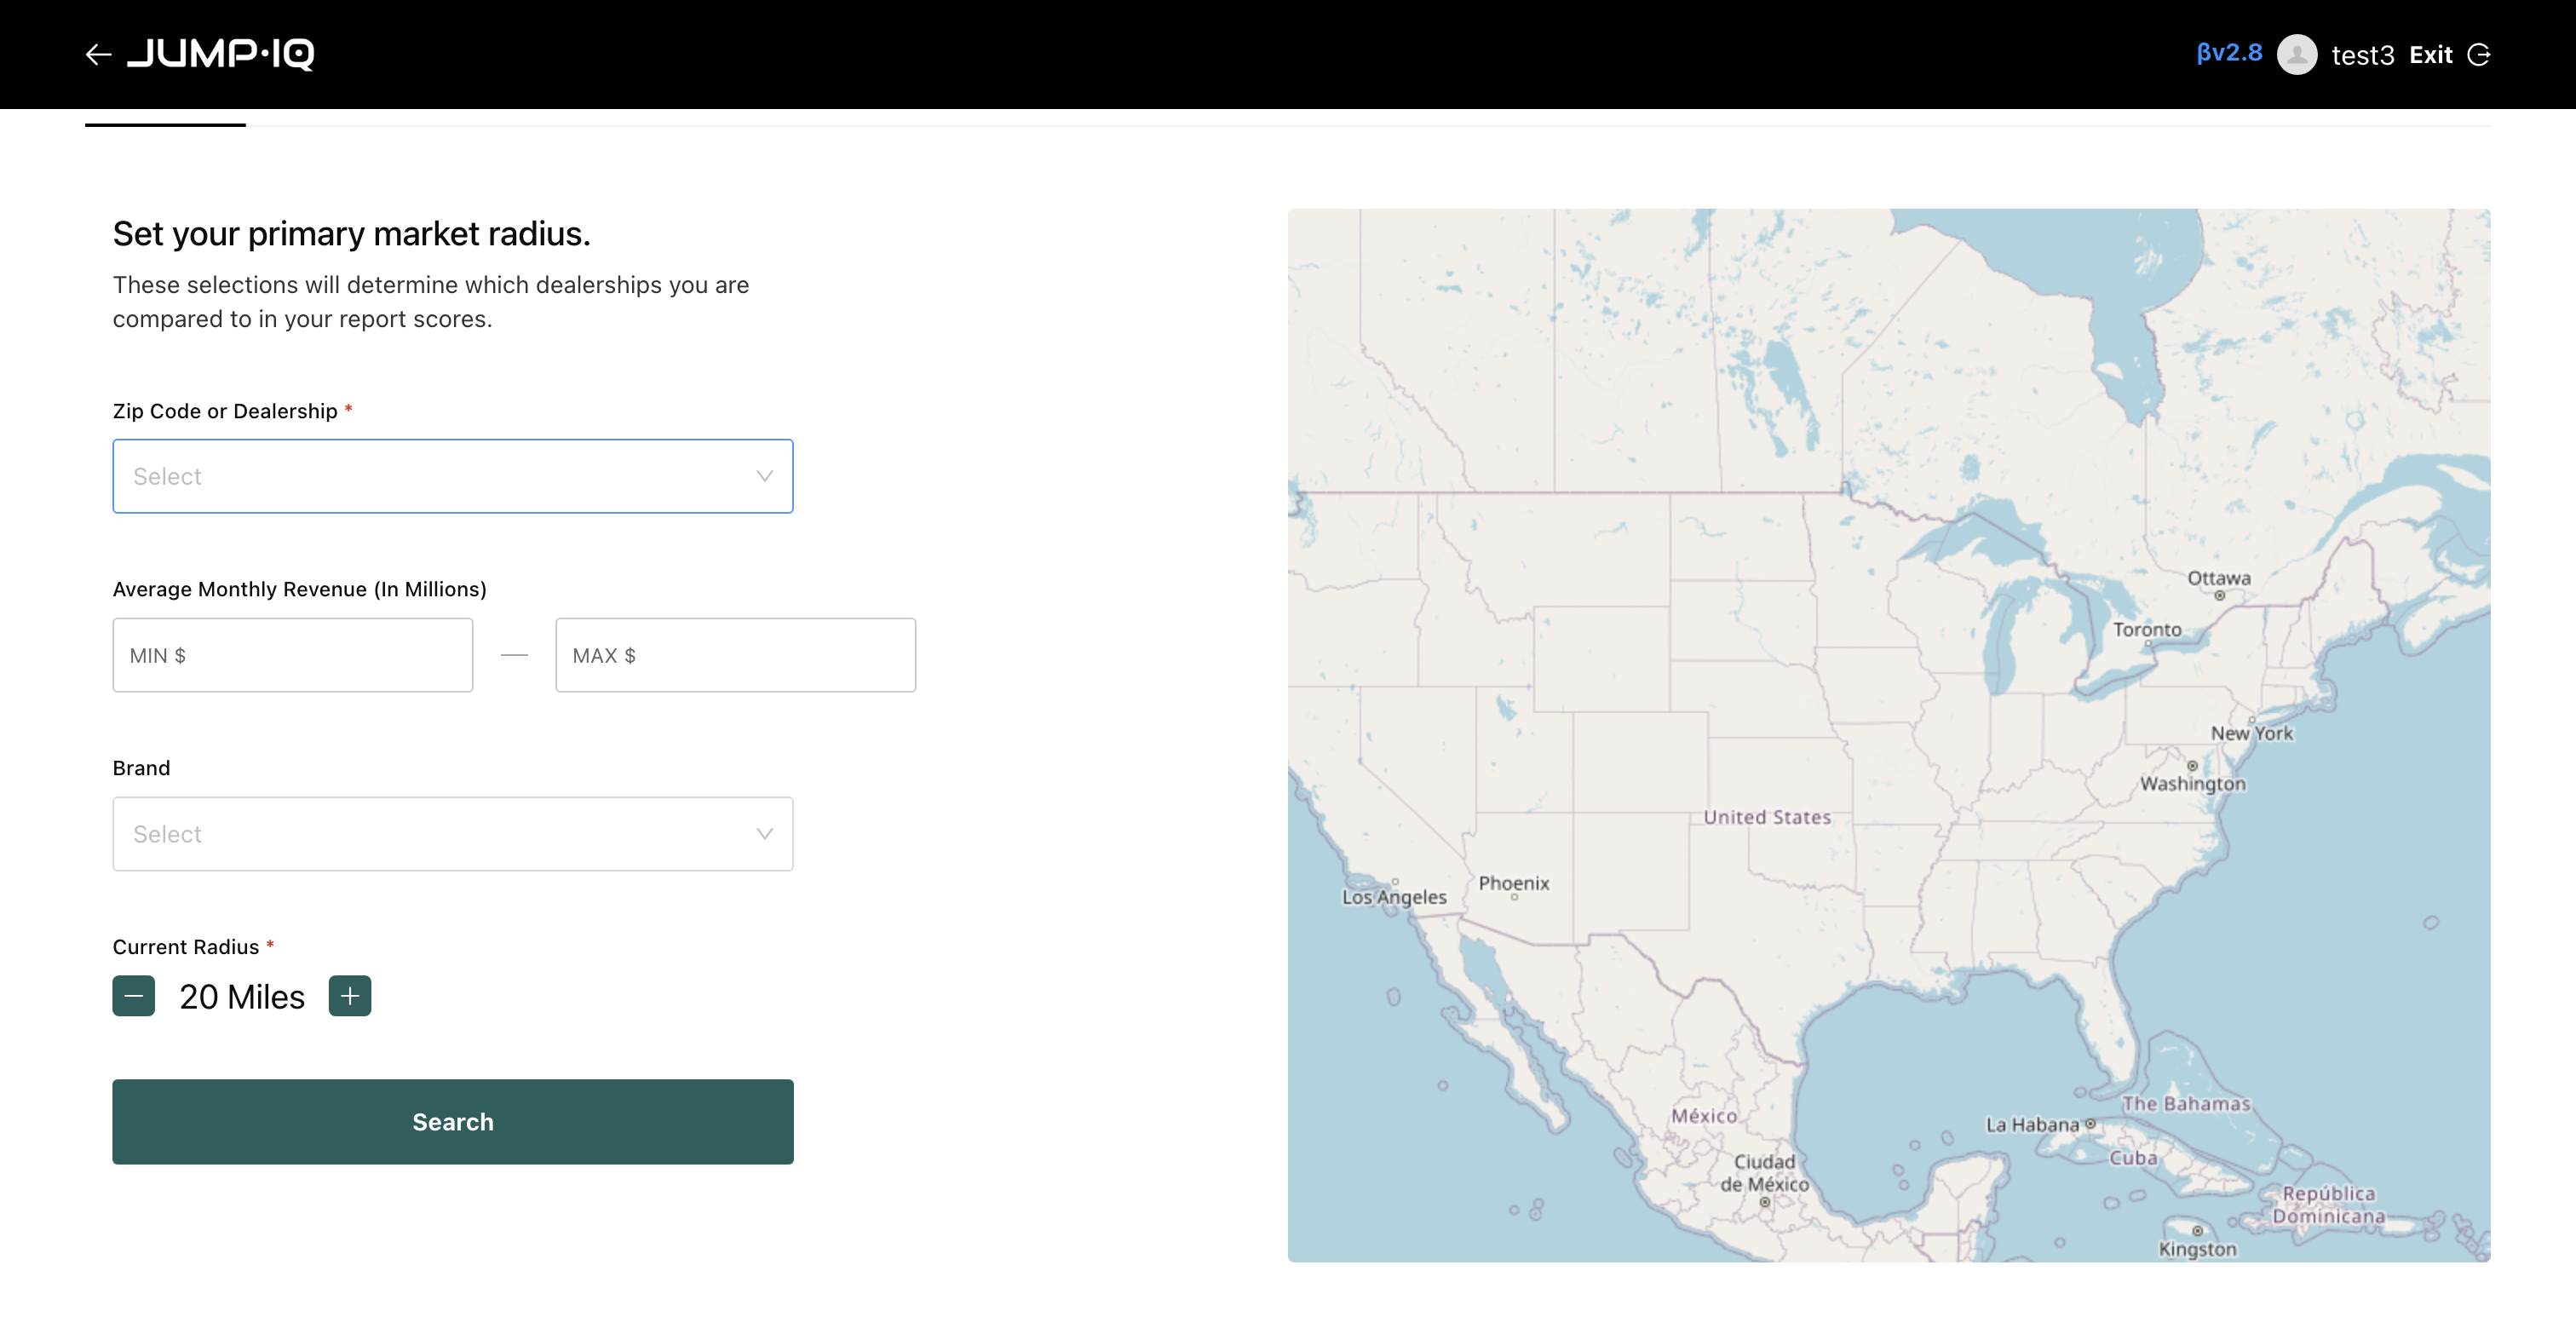 JUMP·IQ
βv2.8
test3
Exit
Set your primary market radius.
These selections will determine which dealerships you are
compared to in your report scores.
Zip Code or Dealership *
Select
Average Monthly Revenue (In Millions)
MIN $
—
MAX $
Brand
Select
Current Radius *
20 Miles
Search
Ottawa
Toronto
New York
Washington
United States
Los Angeles
Phoenix
México
Ciudad
de México
La Habana
The Bahamas
Cuba
República
Dominicana
Kingston